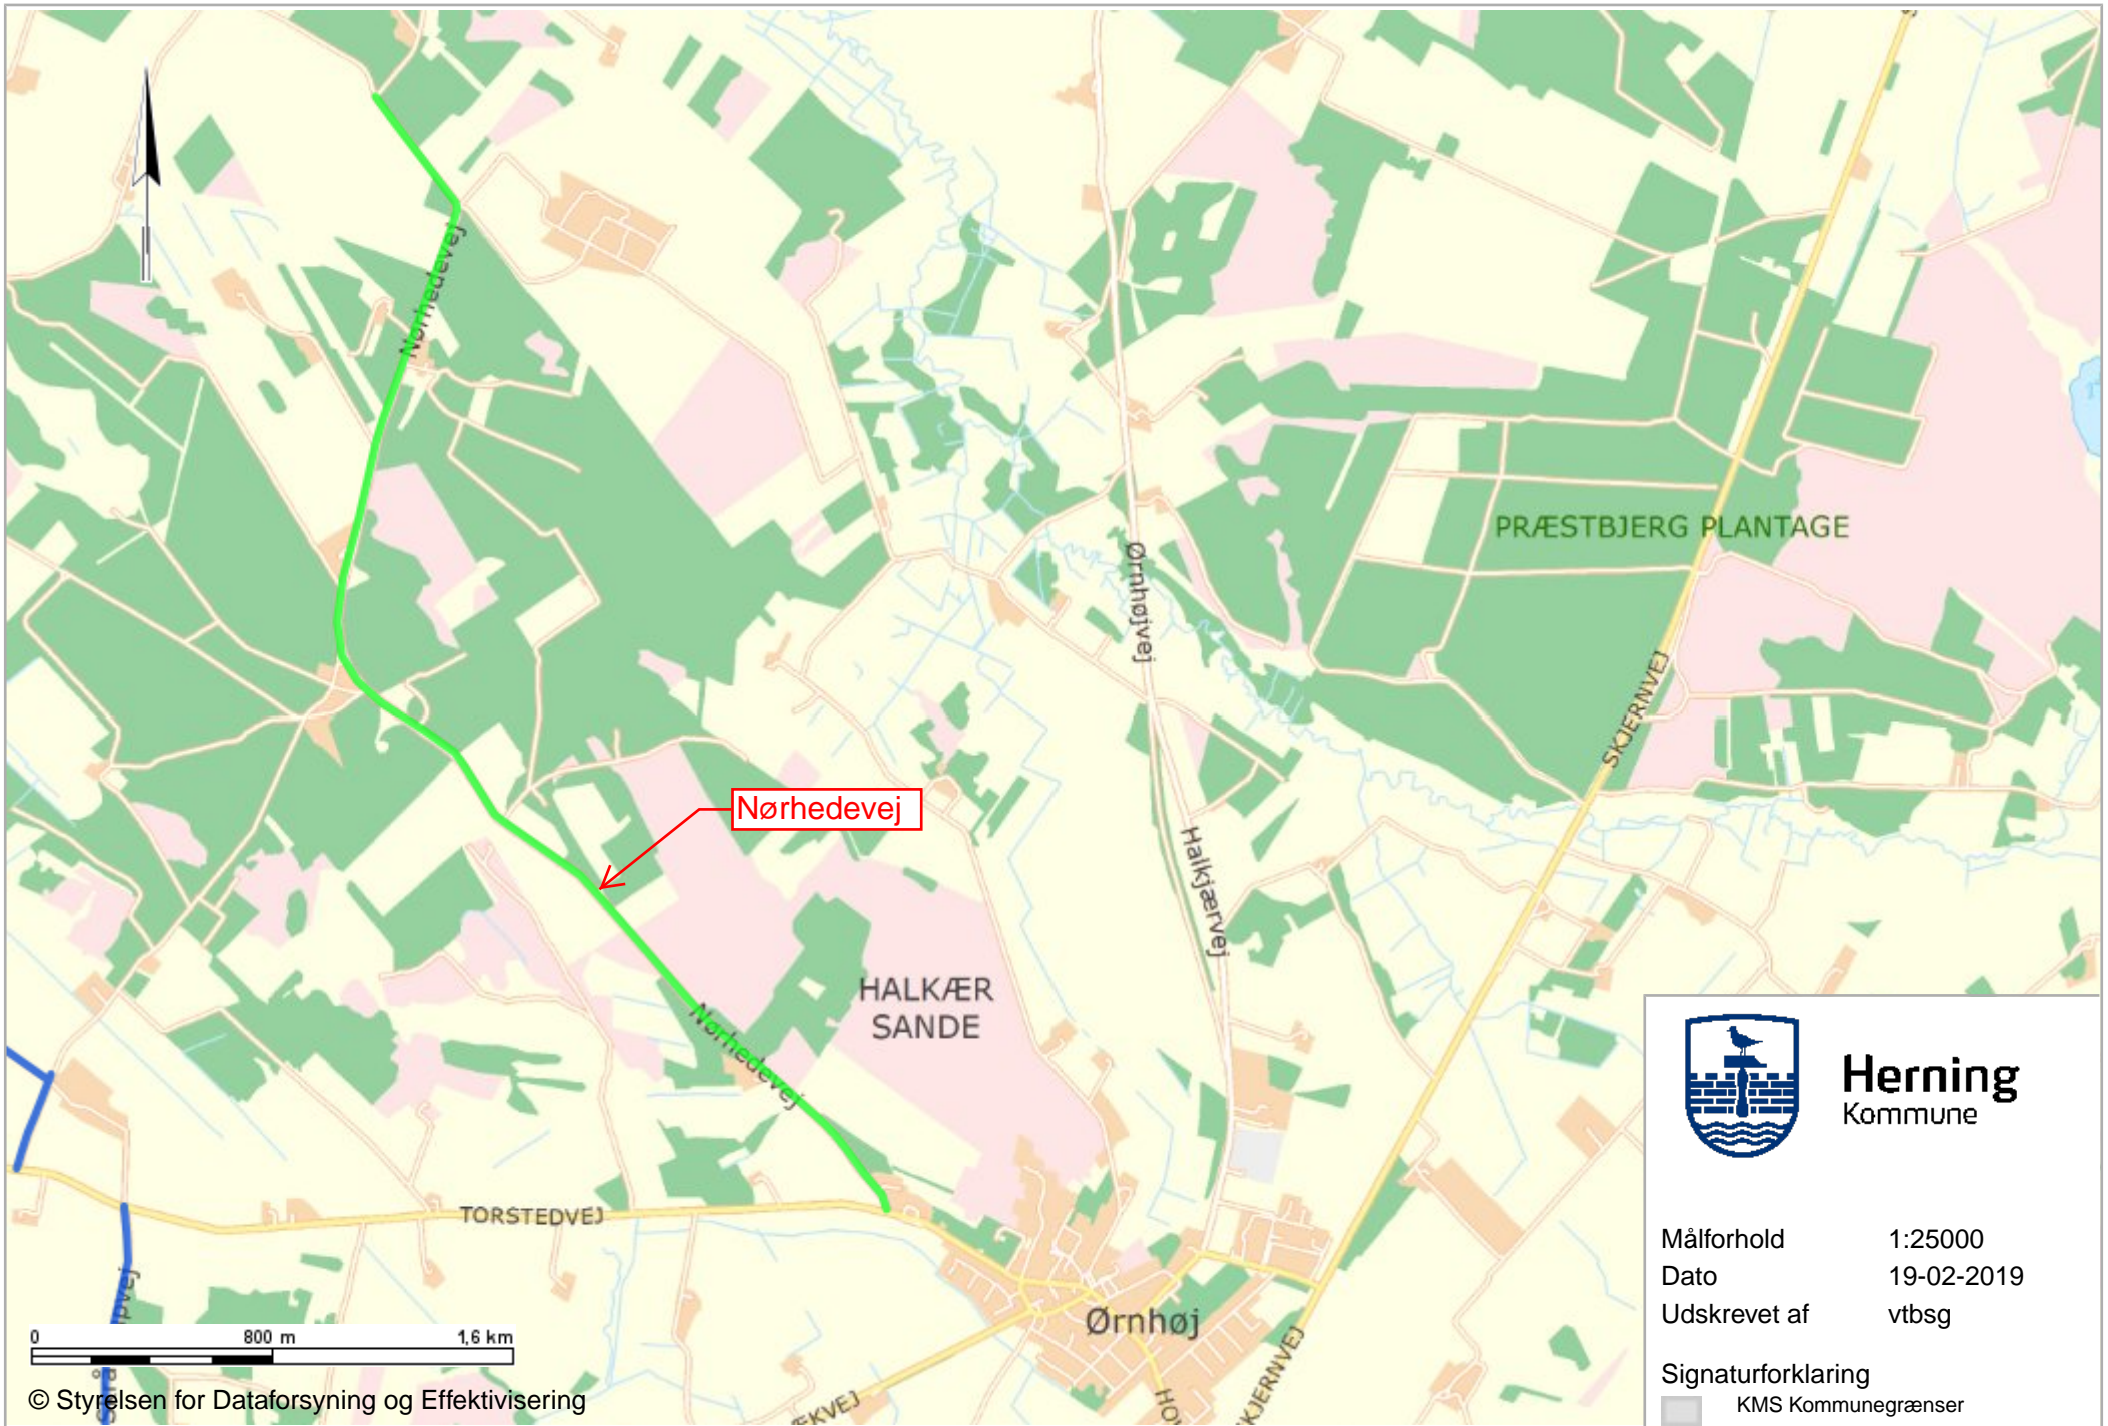 Nørhedevej
PRÆSTBJERG PLANTAGE
Ørnhøjvej
SKJERNVEJ
Nørhedevej
Halkjærvej
HALKÆR
SANDE
Nørhedevej
TORSTEDVEJ
Ørnhøj
SKJERNVEJ
0 800 m 1,6 km
© Styrelsen for Dataforsyning og Effektivisering
Herning
Kommune
Målforhold 1:25000
Dato 19-02-2019
Udskrevet af vtbsg
Signaturforklaring
KMS Kommunegrænser